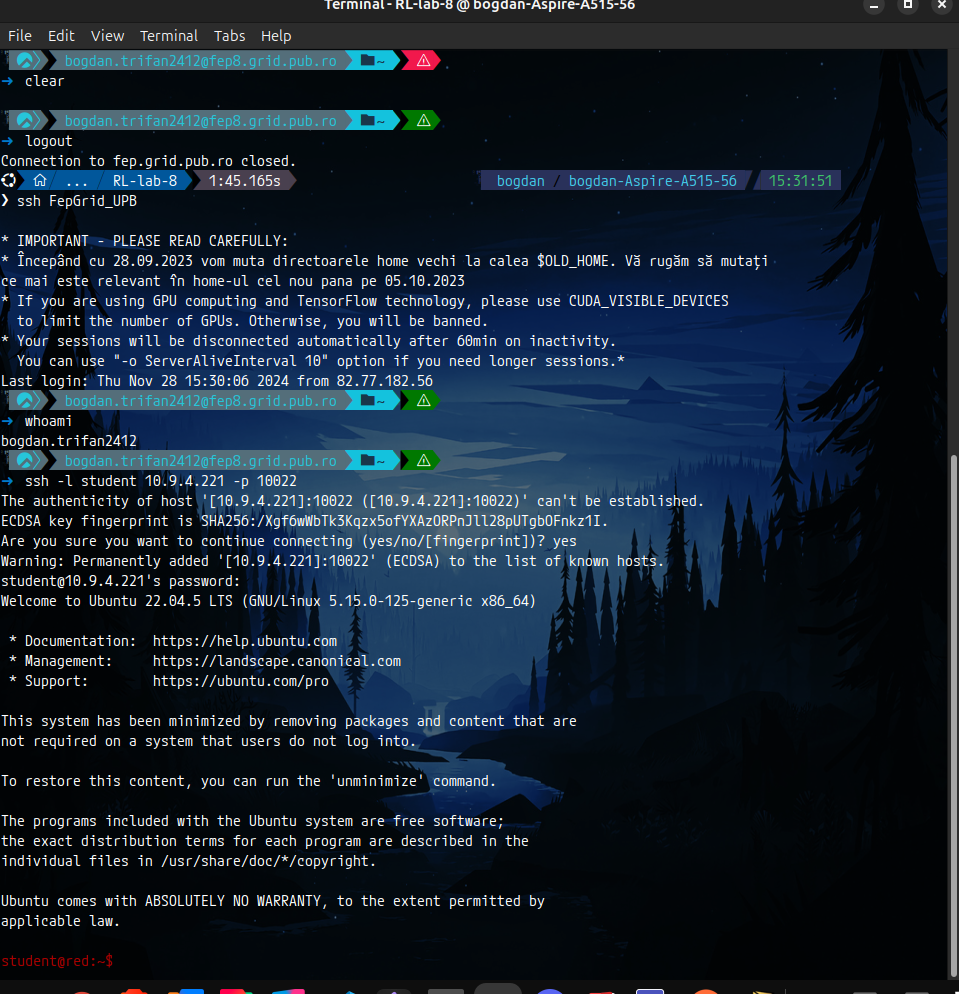 Terminal - RL-lab-8 @ bogdan-Aspire-A515-56
File Edit View Terminal Tabs Help
bogdan.trifan2412@fep8.grid.pub.ro ~
→ clear
bogdan.trifan2412@fep8.grid.pub.ro ~
→ logout
Connection to fep.grid.pub.ro closed.
... RL-lab-8 1:45.165s bogdan / bogdan-Aspire-A515-56 15:31:51
❯ ssh FepGrid_UPB
* IMPORTANT - PLEASE READ CAREFULLY:
* Începând cu 28.09.2023 vom muta directoarele home vechi la calea $OLD_HOME. Vă rugăm să mutați
ce mai este relevant în home-ul cel nou pana pe 05.10.2023
* If you are using GPU computing and TensorFlow technology, please use CUDA_VISIBLE_DEVICES
to limit the number of GPUs. Otherwise, you will be banned.
* Your sessions will be disconnected automatically after 60min on inactivity.
You can use "-o ServerAliveInterval 10" option if you need longer sessions.*
Last login: Thu Nov 28 15:30:06 2024 from 82.77.182.56
bogdan.trifan2412@fep8.grid.pub.ro ~
→ whoami
bogdan.trifan2412
bogdan.trifan2412@fep8.grid.pub.ro ~
→ ssh -l student 10.9.4.221 -p 10022
The authenticity of host '[10.9.4.221]:10022 ([10.9.4.221]:10022)' can't be established.
ECDSA key fingerprint is SHA256:/Xgf6wWbTk3Kqzx5ofYXAzORPnJll28pUTgbOFnkz1I.
Are you sure you want to continue connecting (yes/no/[fingerprint])? yes
Warning: Permanently added '[10.9.4.221]:10022' (ECDSA) to the list of known hosts.
student@10.9.4.221's password:
Welcome to Ubuntu 22.04.5 LTS (GNU/Linux 5.15.0-125-generic x86_64)
* Documentation: https://help.ubuntu.com
* Management: https://landscape.canonical.com
* Support: https://ubuntu.com/pro
This system has been minimized by removing packages and content that are
not required on a system that users do not log into.
To restore this content, you can run the 'unminimize' command.
The programs included with the Ubuntu system are free software;
the exact distribution terms for each program are described in the
individual files in /usr/share/doc/*/copyright.
Ubuntu comes with ABSOLUTELY NO WARRANTY, to the extent permitted by
applicable law.
student@red:~$